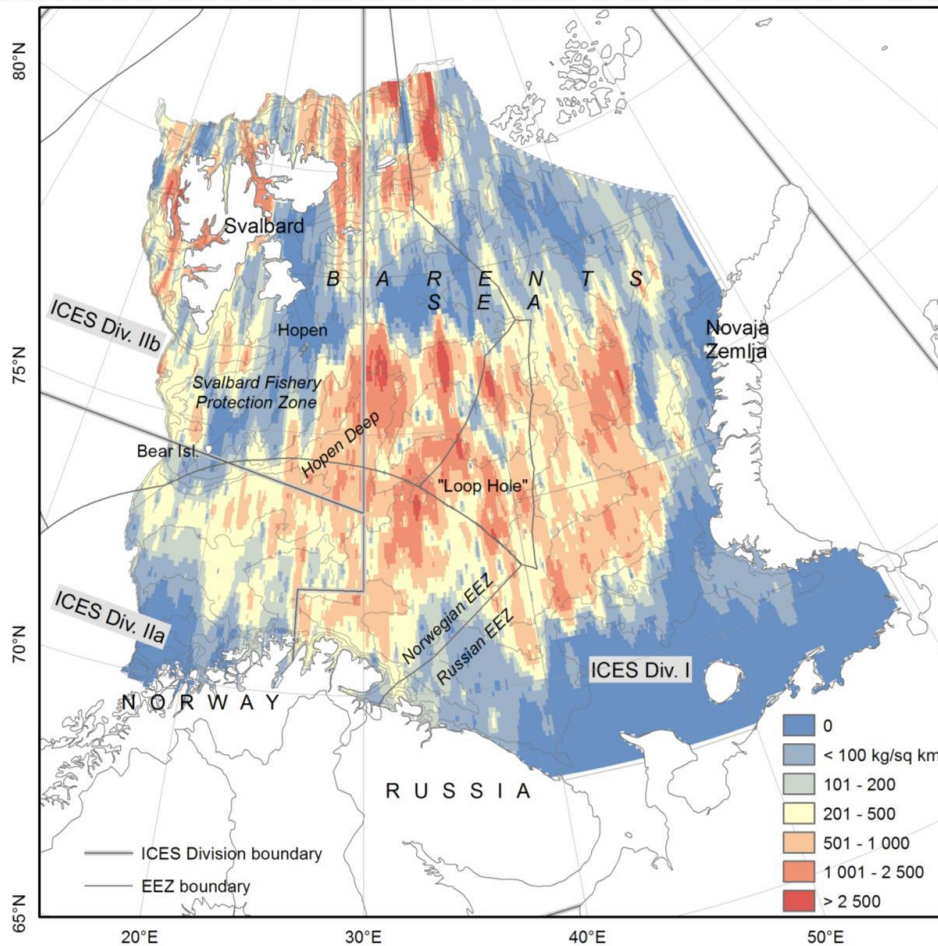 80°N
75°N
70°N
65°N
20°E
30°E
40°E
50°E
Svalbard
B A R E N T S
S E A
Hopen
ICES Div. IIb
Svalbard Fishery
Protection Zone
Novaja
Zemlja
Bear Isl.
Hopen Deep
"Loop Hole"
ICES Div. IIa
Norwegian EEZ
Russian EEZ
ICES Div. I
N O R W A Y
R U S S I A
ICES Division boundary
EEZ boundary
0
< 100 kg/sq km
101 - 200
201 - 500
501 - 1 000
1 001 - 2 500
> 2 500